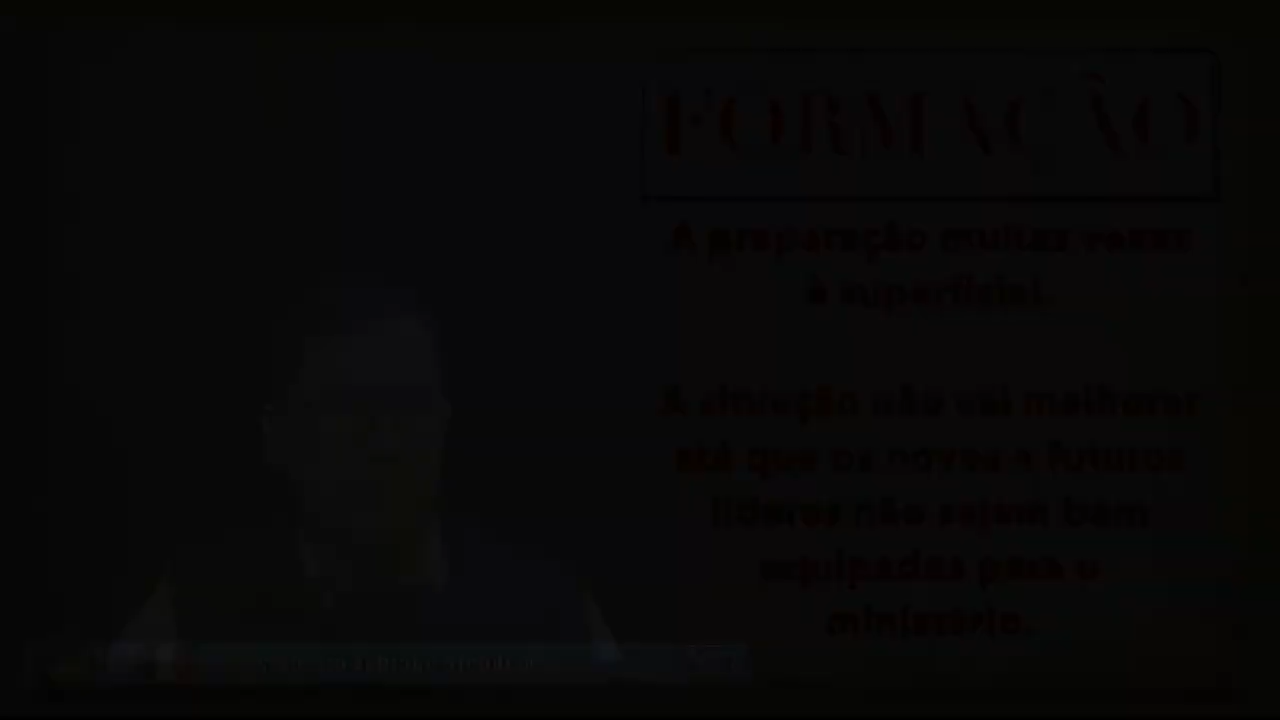 FORMAÇÃO
A preparação muitas vezes
é superficial.
A situação não vai melhorar
até que os novos e futuros
líderes não sejam bem
equipados para o
ministério.